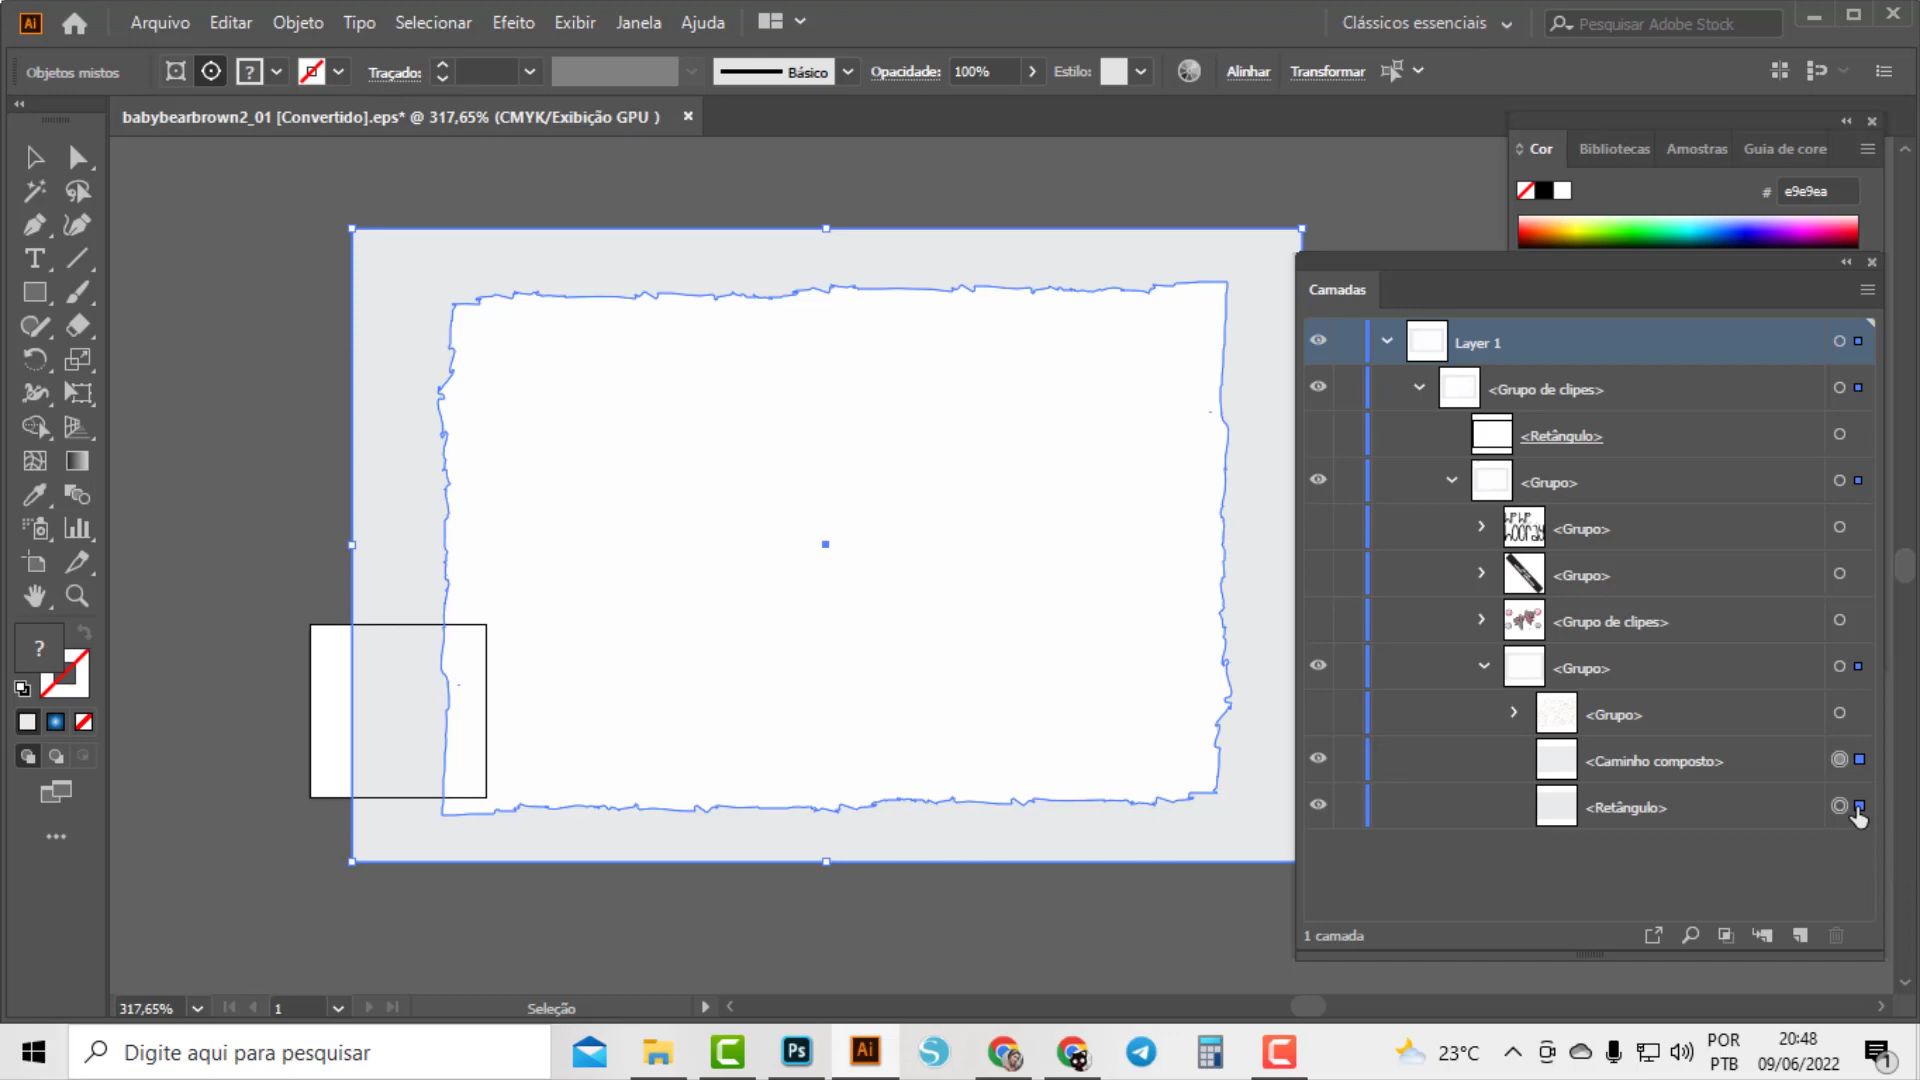 Ai
Arquivo Editar Objeto Tipo Selecionar Efeito Exibir Janela Ajuda
Clássicos essenciais
Pesquisar Adobe Stock
Objetos mistos
?
Traçado:
Básico
Opacidade:
100%
Estilo:
Alinhar
Transformar
babybearbrown2_01 [Convertido].eps* @ 317,65% (CMYK/Exibição GPU )
Cor
Bibliotecas
Amostras
Guia de core
# e9e9ea
Camadas
Layer 1
<Grupo de clipes>
<Retângulo>
<Grupo>
<Grupo>
<Grupo>
<Grupo de clipes>
<Grupo>
<Grupo>
<Caminho composto>
<Retângulo>
?
1 camada
317,65%
1
Seleção
Digite aqui para pesquisar
Ps
Ai
23°C
POR
PTB
20:48
09/06/2022
1